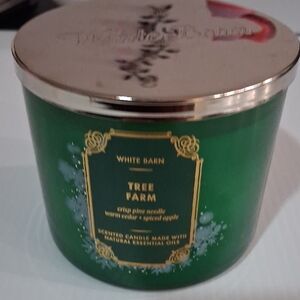 WHITE BARN
TREE
FARM
crisp pine needle
warm cedar • spiced apple
SCENTED CANDLE MADE WITH
NATURAL ESSENTIAL OILS